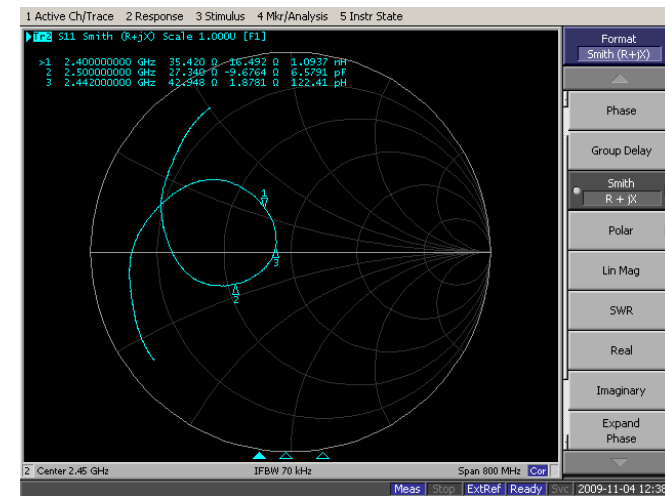 1 Active Ch/Trace 2 Response 3 Stimulus 4 Mkr/Analysis 5 Instr State
Tr2 S11 Smith (R+jX) Scale 1.000U [F1]
>1 2.400000000 GHz 35.420 Ω 16.492 Ω 1.0937 nH
2 2.500000000 GHz 27.340 Ω -9.6764 Ω 6.5791 pF
3 2.442000000 GHz 42.948 Ω 1.8781 Ω 122.41 pH
1
3
2
2 Center 2.45 GHz IFBW 70 kHz Span 800 MHz Cor
Format
Smith (R+jX)
Phase
Group Delay
Smith
R + jX
Polar
Lin Mag
SWR
Real
Imaginary
Expand
Phase
Meas Stop ExtRef Ready Svc 2009-11-04 12:38